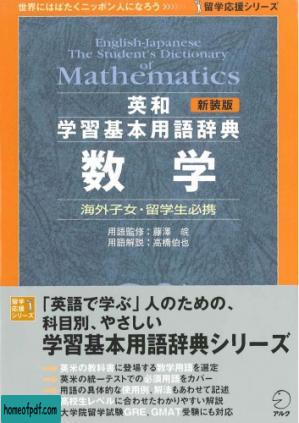 世界にはばたくニッポン人になろう
留学応援シリーズ
English-Japanese
The Student's Dictionary
of
Mathematics
英和
新装版
学習基本用語辞典
数学
海外子女・留学生必携
用語監修:藤澤 皖
用語解説:高橋伯也
留学応援シリーズ
「英語で学ぶ」人のための、
科目別、やさしい
学習基本用語辞典シリーズ
英米の教科書に登場する数学用語を選定
英米の統一テストでの必須用語をカバー
用語の具体的な使用例、解法もあわせて記述
高校生レベルに合わせたわかりやすい解説
大学院留学試験GRE、GMAT受験にも対応
アルク
homeofpdf.com